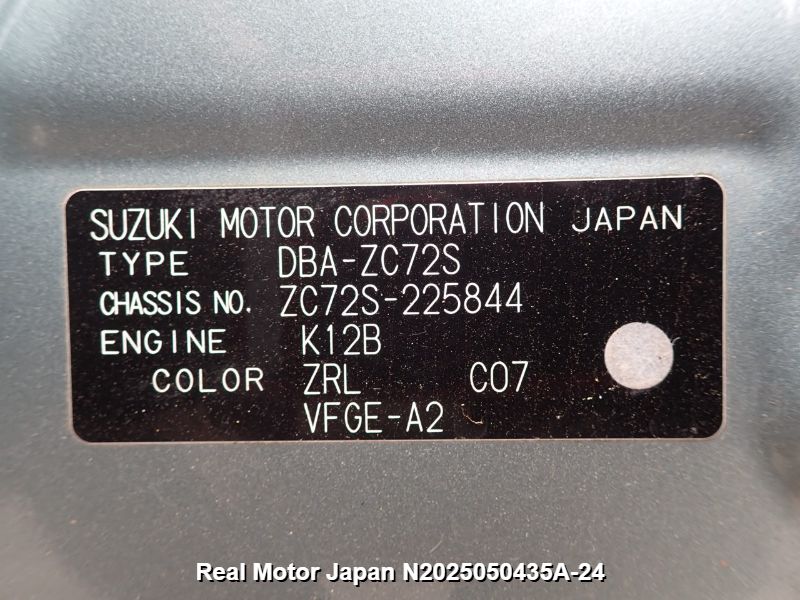 SUZUKI MOTOR CORPORATION JAPAN
TYPE DBA-ZC72S
CHASSIS NO. ZC72S-225844
ENGINE K12B
COLOR ZRL C07
VFGE-A2
Real Motor Japan N2025050435A-24